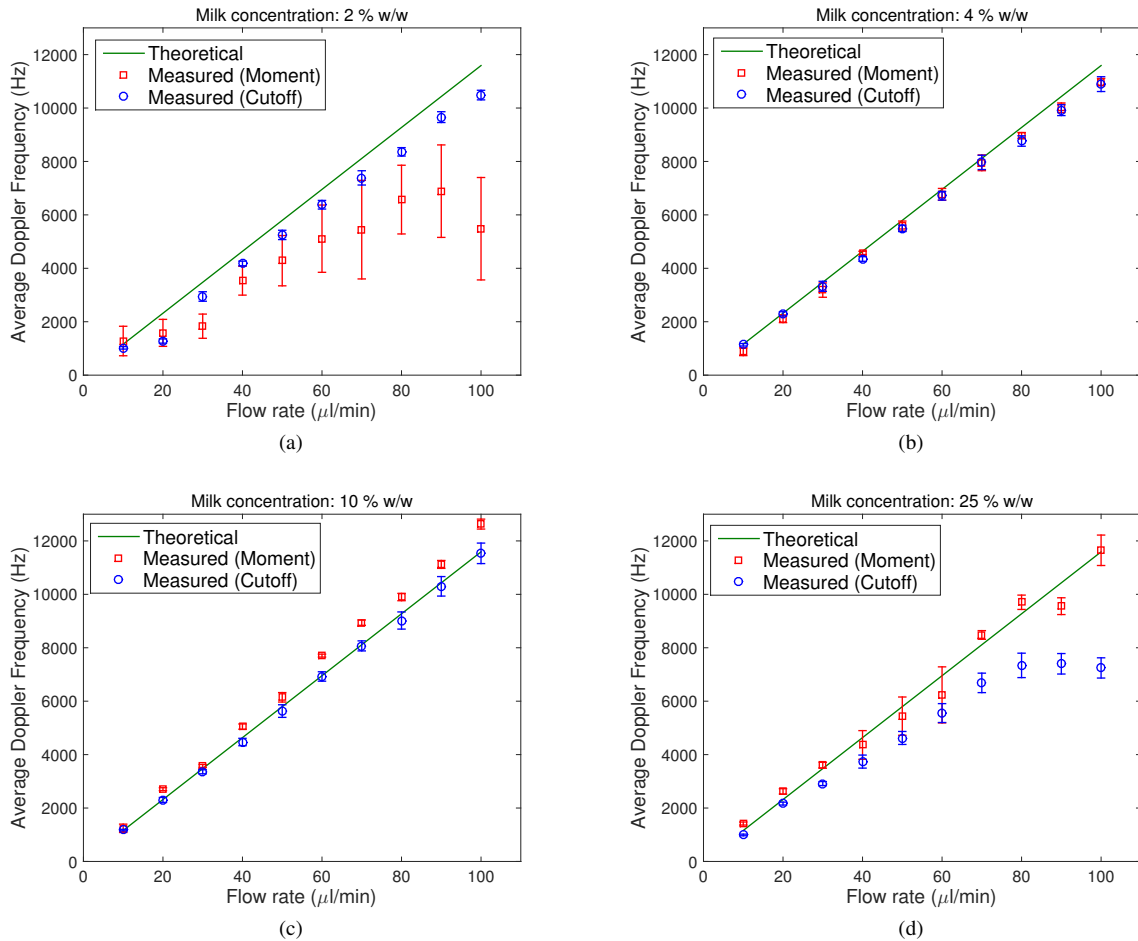 Milk concentration: 2 % w/w
Theoretical
Measured (Moment)
Measured (Cutoff)
Average Doppler Frequency (Hz)
12000
10000
8000
6000
4000
2000
0
0 20 40 60 80 100
Flow rate (μl/min)
(a)
Milk concentration: 4 % w/w
Theoretical
Measured (Moment)
Measured (Cutoff)
Average Doppler Frequency (Hz)
12000
10000
8000
6000
4000
2000
0
0 20 40 60 80 100
Flow rate (μl/min)
(b)
Milk concentration: 10 % w/w
Theoretical
Measured (Moment)
Measured (Cutoff)
Average Doppler Frequency (Hz)
12000
10000
8000
6000
4000
2000
0
0 20 40 60 80 100
Flow rate (μl/min)
(c)
Milk concentration: 25 % w/w
Theoretical
Measured (Moment)
Measured (Cutoff)
Average Doppler Frequency (Hz)
12000
10000
8000
6000
4000
2000
0
0 20 40 60 80 100
Flow rate (μl/min)
(d)